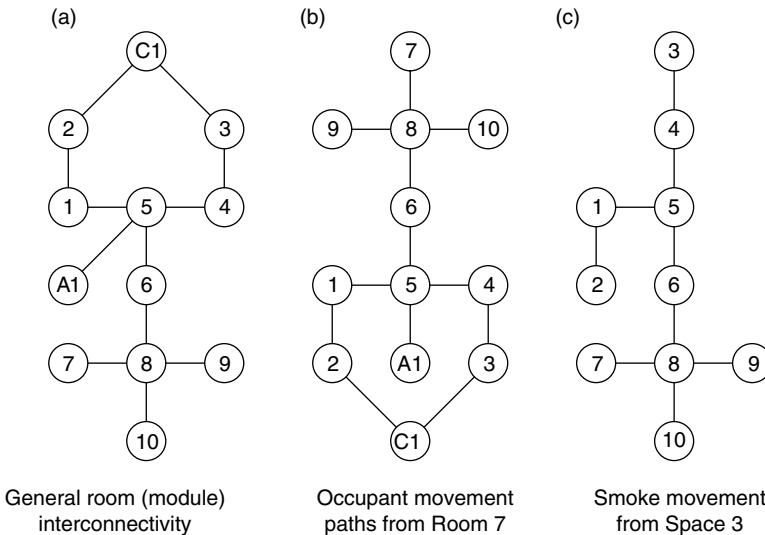 (a)
(b)
(c)
C1
7
3
2
3
9
8
10
4
1
5
4
6
1
5
A1
6
1
5
4
2
6
7
8
9
2
A1
3
7
8
9
10
C1
10
General room (module)
interconnectivity
Occupant movement
paths from Room 7
Smoke movement
from Space 3